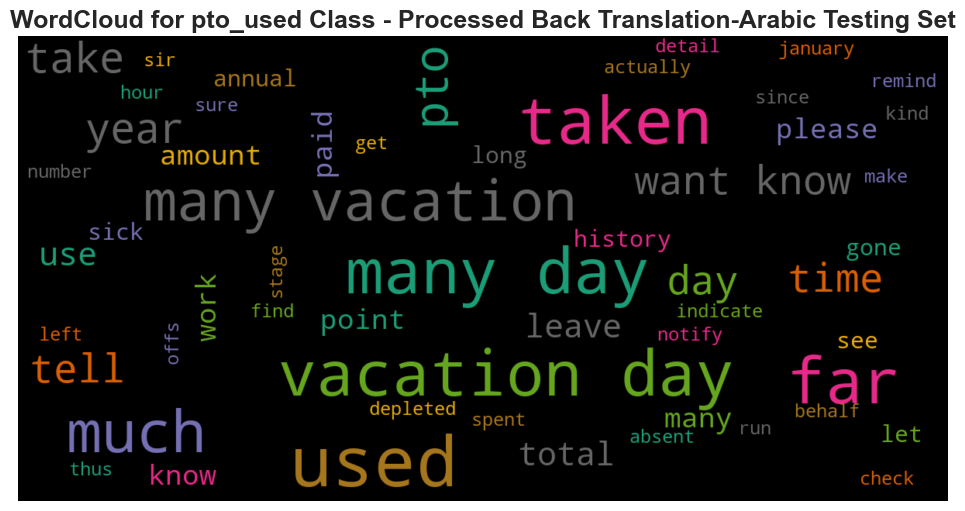 WordCloud for pto_used Class - Processed Back Translation-Arabic Testing Set
take
sir
annual
hour
sure
year
amount
number
paid
get
pto
long
taken
detail
actually
january
remind
since
kind
please
make
many vacation
want know
sick
use
stage
work
find
history
many day
day
time
gone
indicate
point
leave
notify
left
offs
tell
vacation day
see
far
depleted
spent
many
behalf
absent
run
let
much
thus
know
used
total
check